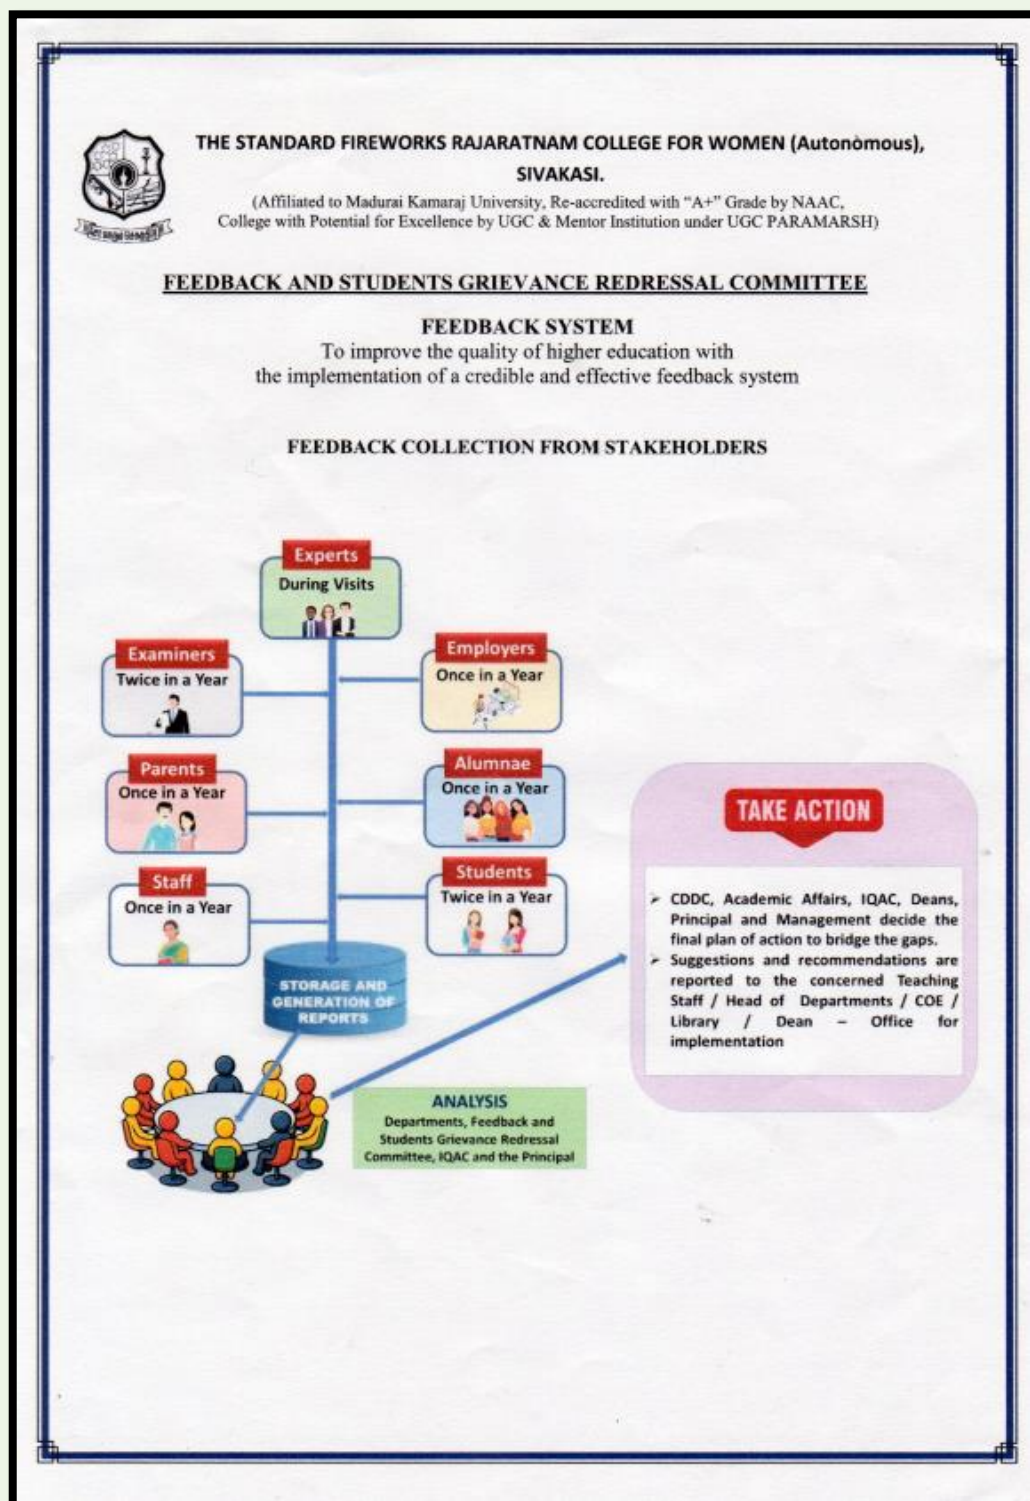 THE STANDARD FIREWORKS RAJARATNAM COLLEGE FOR WOMEN (Autonomous),
SIVAKASI.
(Affiliated to Madurai Kamaraj University, Re-accredited with “A+” Grade by NAAC,
College with Potential for Excellence by UGC & Mentor Institution under UGC PARAMARSH)
FEEDBACK AND STUDENTS GRIEVANCE REDRESSAL COMMITTEE
FEEDBACK SYSTEM
To improve the quality of higher education with
the implementation of a credible and effective feedback system
FEEDBACK COLLECTION FROM STAKEHOLDERS
Experts
During Visits
Examiners
Twice in a Year
Employers
Once in a Year
Parents
Once in a Year
Alumnae
Once in a Year
Staff
Once in a Year
Students
Twice in a Year
STORAGE AND
GENERATION OF
REPORTS
ANALYSIS
Departments, Feedback and
Students Grievance Redressal
Committee, IQAC and the Principal
TAKE ACTION
➢ CDDC, Academic Affairs, IQAC, Deans,
Principal and Management decide the
final plan of action to bridge the gaps.
➢ Suggestions and recommendations are
reported to the concerned Teaching
Staff / Head of Departments / COE /
Library / Dean – Office for
implementation